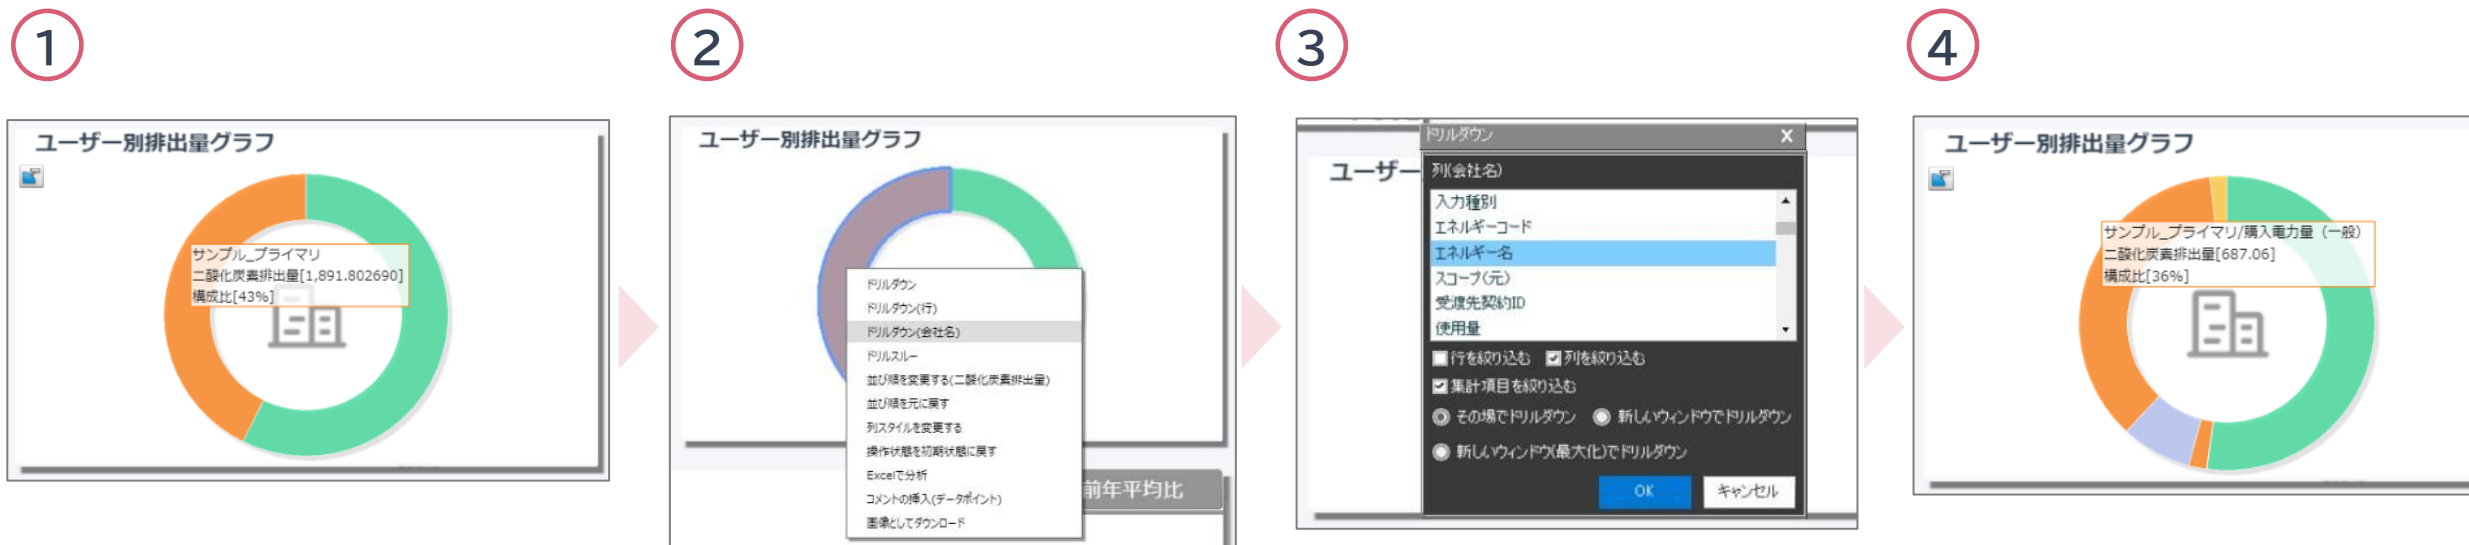 1
ユーザー別排出量グラフ
サンプル_プライマリ
二酸化炭素排出量[1,891.802690]
構成比[43%]
2
ユーザー別排出量グラフ
ドリルダウン
ドリルダウン(行)
ドリルダウン(会社名)
ドリルスルー
並び順を変更する(二酸化炭素排出量)
並び順を元に戻す
列スタイルを変更する
操作状態を初期状態に戻す
Excelで分析
コメントの挿入(データポイント)
画像としてダウンロード
前年平均比
3
ユーザー
ドリルダウン X
列(会社名)
入力種別
エネルギーコード
エネルギー名
スコープ(元)
受渡先契約ID
使用量
行を絞り込む 列を絞り込む
集計項目を絞り込む
その場でドリルダウン 新しいウィンドウでドリルダウン
新しいウィンドウ(最大化)でドリルダウン
OK キャンセル
4
ユーザー別排出量グラフ
サンプル_プライマリ/購入電力量（一般）
二酸化炭素排出量[687.06]
構成比[36%]